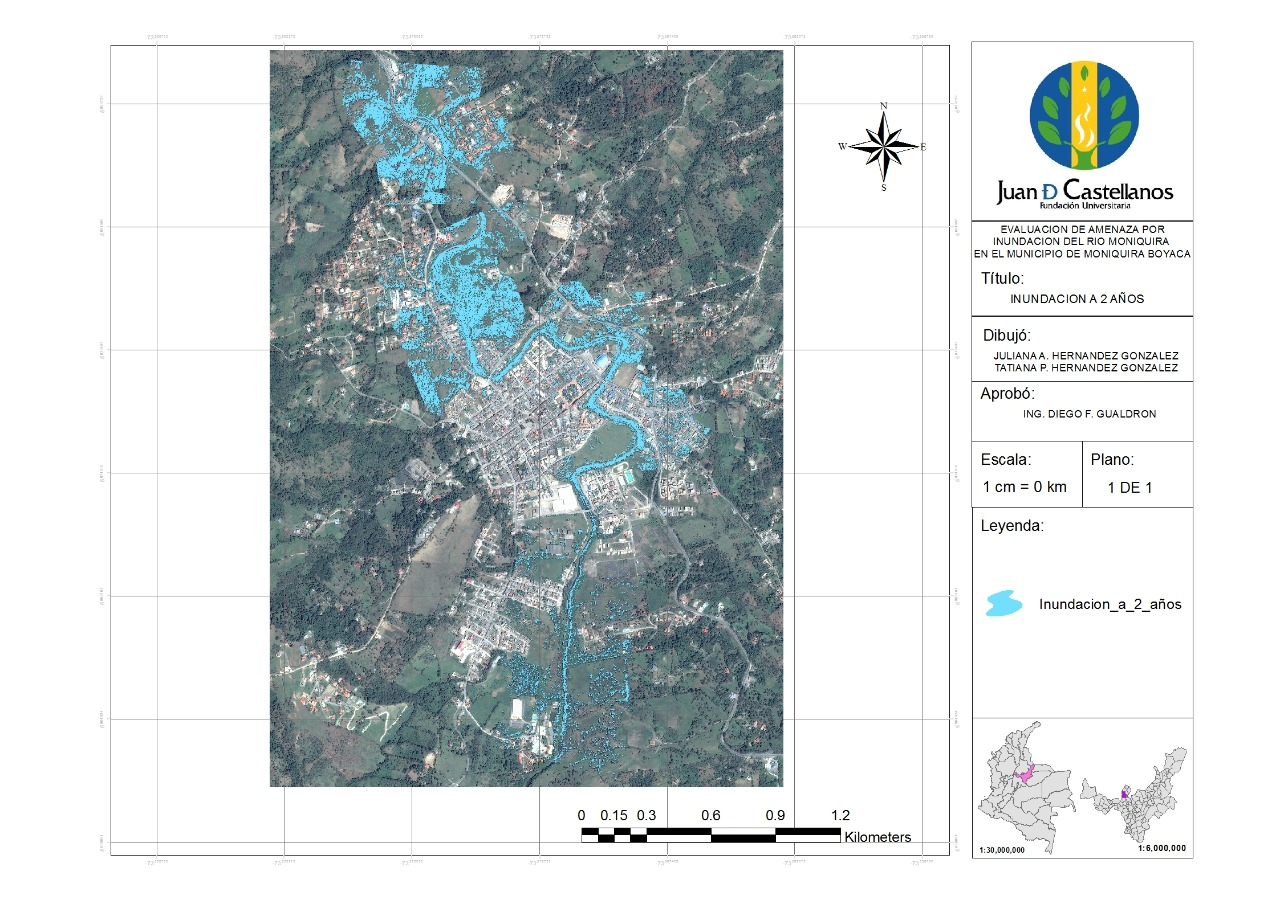 N
W
E
S
0 0.15 0.3 0.6 0.9 1.2
Kilometers
Juan D Castellanos
Fundación Universitaria
EVALUACION DE AMENAZA POR
INUNDACION DEL RIO MONIQUIRA
EN EL MUNICIPIO DE MONIQUIRA BOYACA
Título:
INUNDACION A 2 AÑOS
Dibujó:
JULIANA A. HERNANDEZ GONZALEZ
TATIANA P. HERNANDEZ GONZALEZ
Aprobó:
ING. DIEGO F. GUALDRON
Escala:
1 cm = 0 km
Plano:
1 DE 1
Leyenda:
Inundacion_a_2_años
1:30,000,000
1:6,000,000